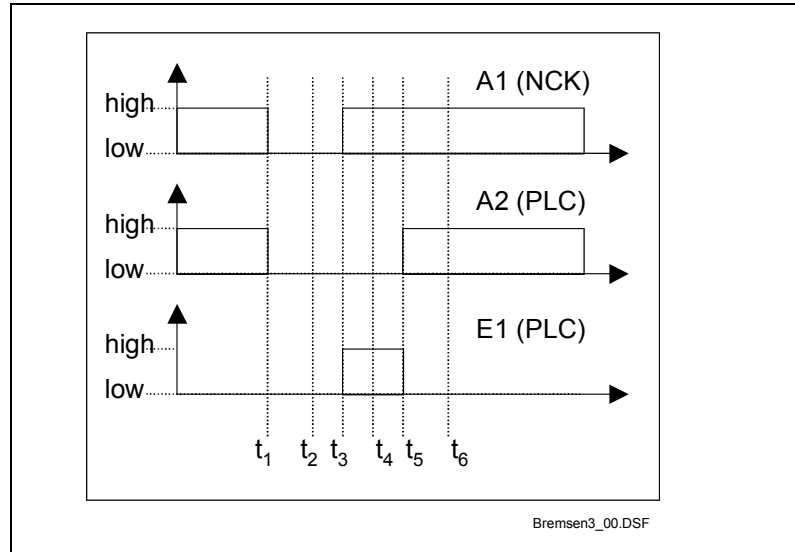 A1 (NCK)
high
low
A2 (PLC)
high
low
E1 (PLC)
high
low
t1 t2 t3 t4 t5 t6
Bremsen3_00.DSF